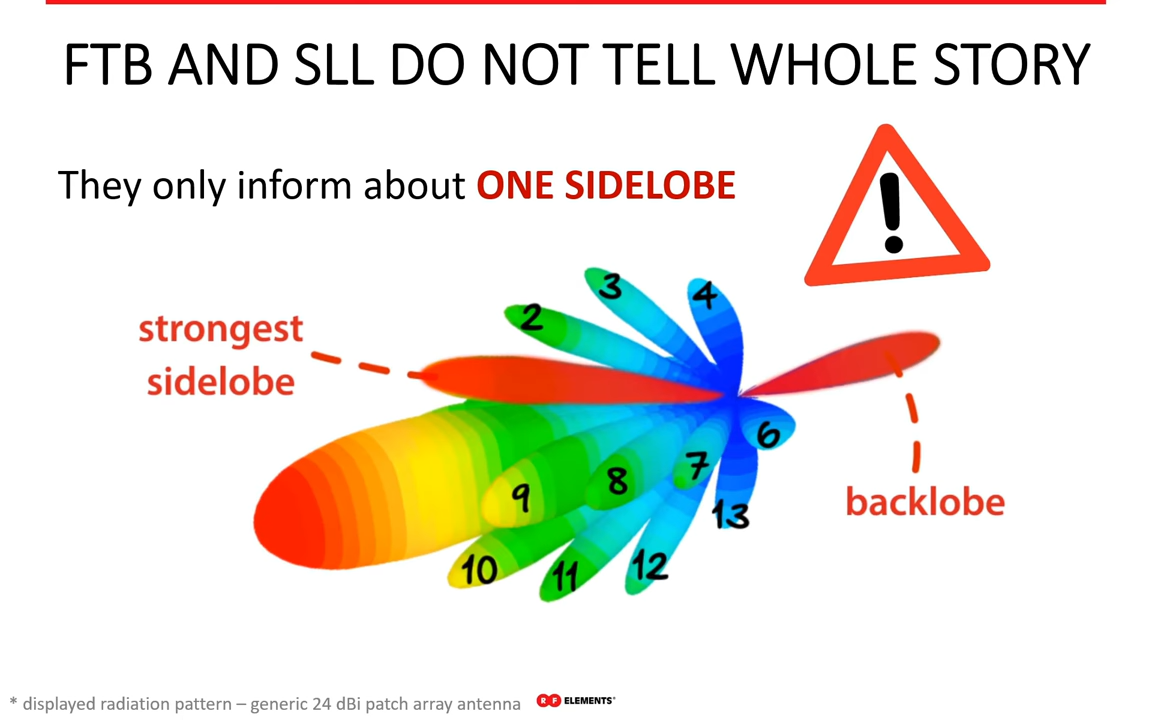 FTB AND SLL DO NOT TELL WHOLE STORY
They only inform about ONE SIDELOBE
strongest
sidelobe
2
3
4
6
7
8
9
10
11
12
13
backlobe
* displayed radiation pattern – generic 24 dBi patch array antenna
RF ELEMENTS